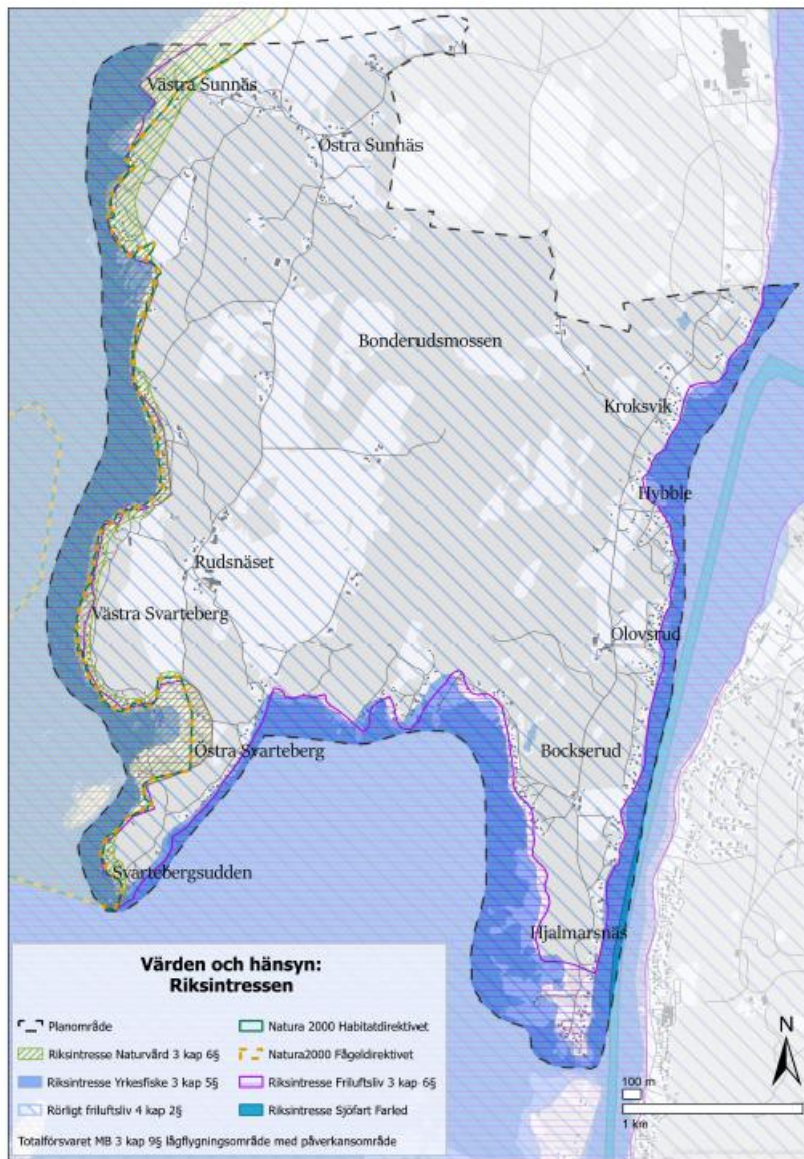 Västra Sunnäs
Östra Sunnäs
Bonderudsmossen
Kroksvik
Hybble
Rudsnäset
Västra Svarteberg
Olovsrud
Östra Svarteberg
Bockserud
Svartebergsudden
Hjalmarsnäs
Värden och hänsyn:
Riksintressen
Planområde
Natura 2000 Habitatdirektivet
Riksintresse Naturvård 3 kap 6§
Natura2000 Fågeldirektivet
Riksintresse Yrkesfiske 3 kap 5§
Riksintresse Friluftsliv 3 kap 6§
Rörligt friluftsliv 4 kap 2§
Riksintresse Sjöfart Farled
Totalförsvaret MB 3 kap 9§ lågflygningsområde med påverkansområde
N
100 m
1 km